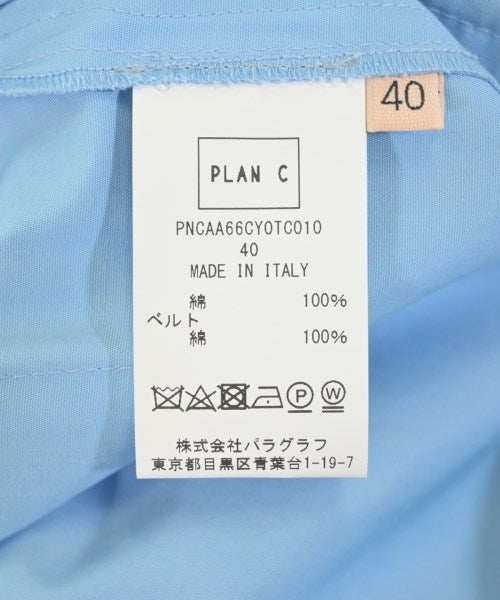 40
PLAN C
PNCAA66CY0TC010
40
MADE IN ITALY
綿 100%
ベルト
綿 100%
P W
株式会社パラグラフ
東京都目黒区青葉台1-19-7